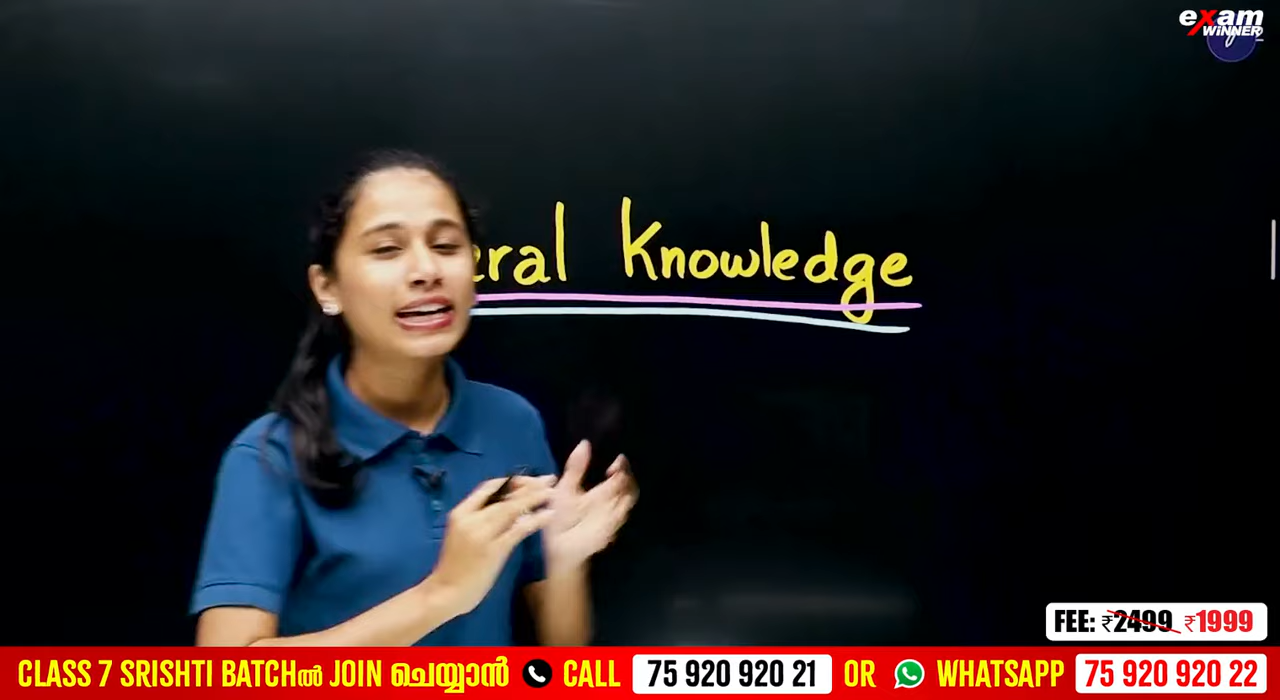 exam
WINNER
eral Knowledge
FEE: ₹2499 ₹1999
CLASS 7 SRISHTI BATCHൽ JOIN ചെയ്യാൻ CALL 75 920 920 21 OR WHATSAPP 75 920 920 22